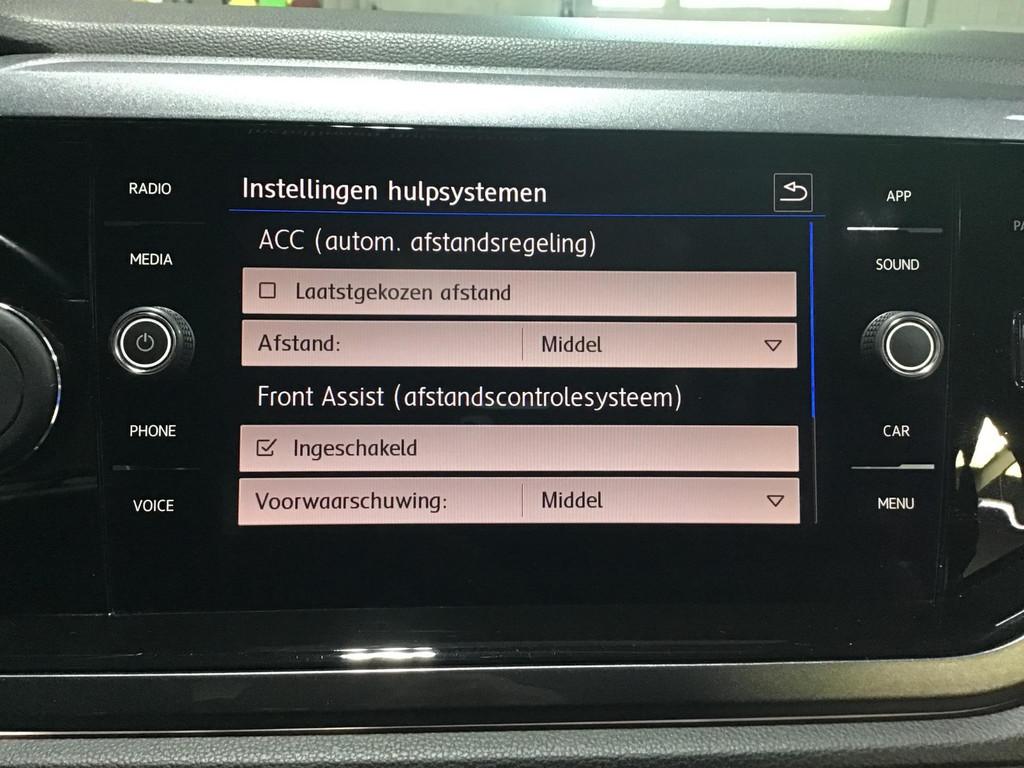 RADIO
MEDIA
PHONE
VOICE
Instellingen hulpsystemen
ACC (autom. afstandsregeling)
Laatstgekozen afstand
Afstand: Middel
Front Assist (afstandscontrolesysteem)
Ingeschakeld
Voorwaarschuwing: Middel
APP
SOUND
CAR
MENU